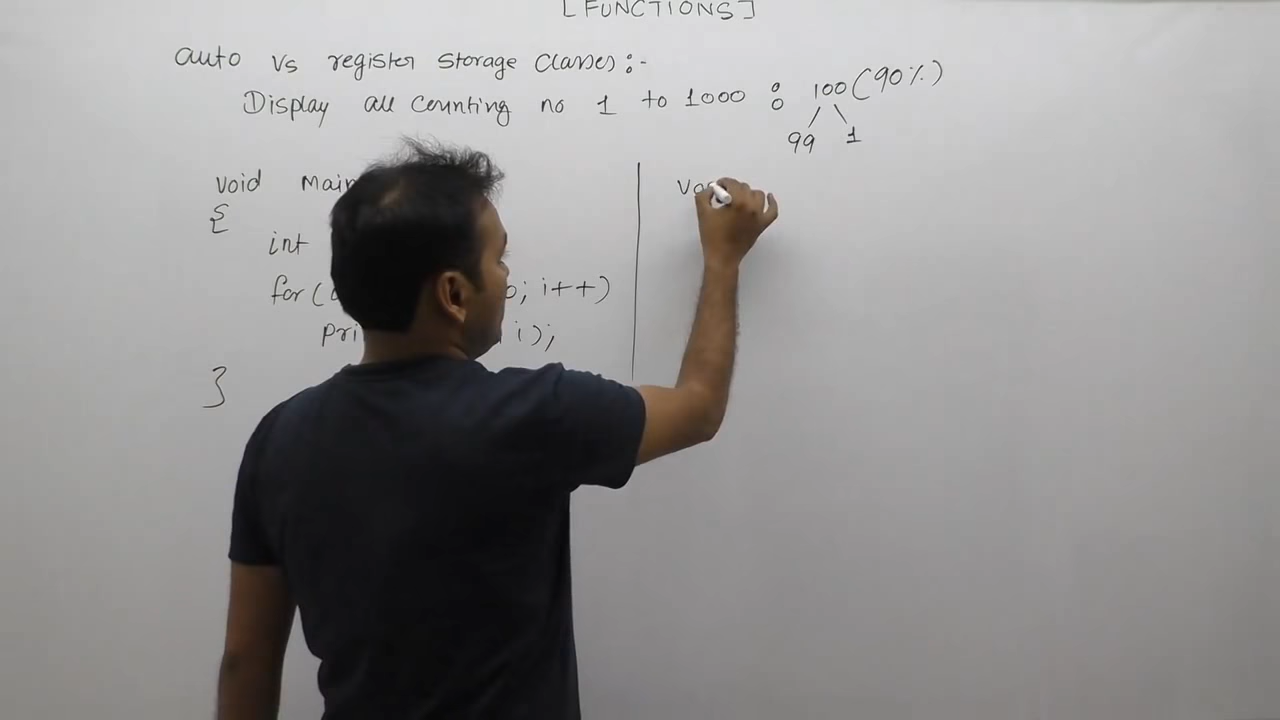 [FUNCTIONS]
auto vs register storage classes:-
Display all counting no 1 to 1000 : 100(90%)
99 1
void main
{
int
for( ; i++)
pri i);
}